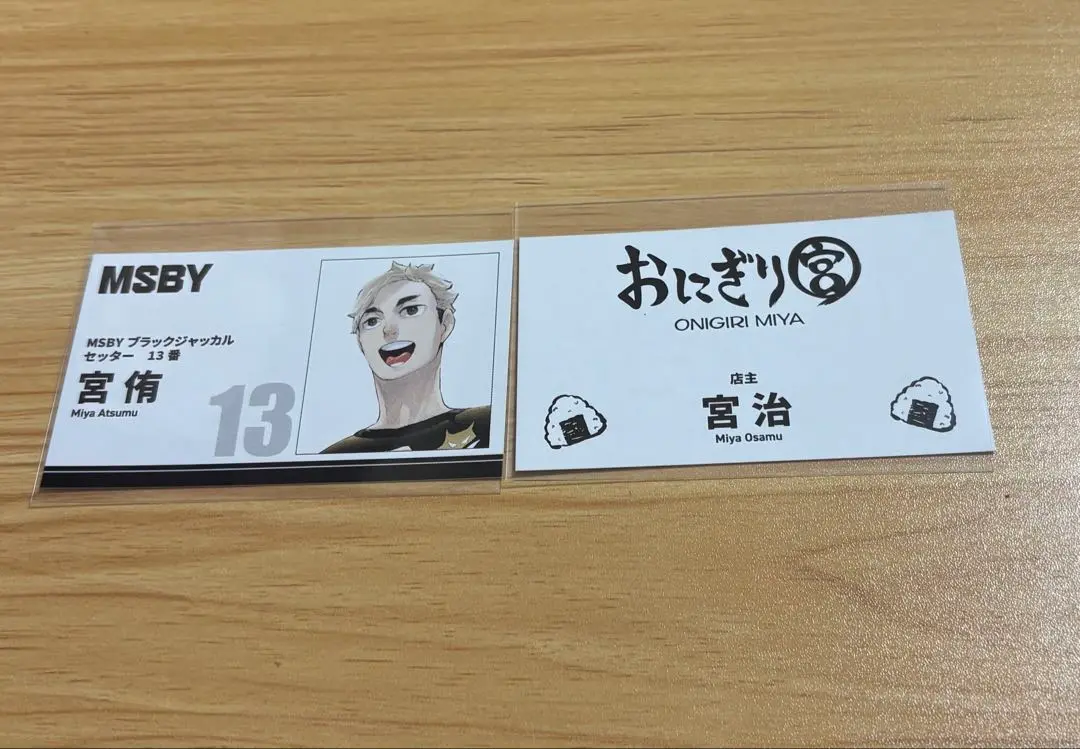 MSBY
MSBY ブラックジャッカル
セッター　13 番
宮 侑
Miya Atsumu
13
おにぎり宮
ONIGIRI MIYA
店主
宮 治
Miya Osamu